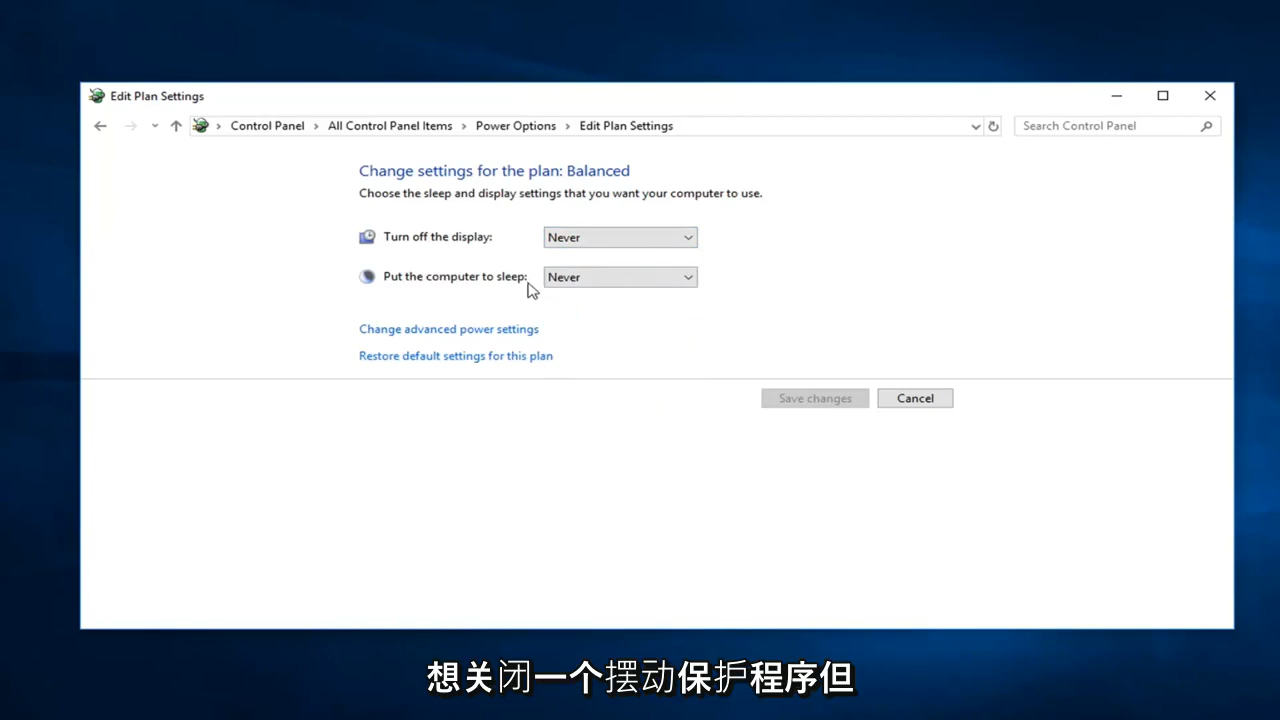 Edit Plan Settings
Control Panel › All Control Panel Items › Power Options › Edit Plan Settings
Search Control Panel
Change settings for the plan: Balanced
Choose the sleep and display settings that you want your computer to use.
Turn off the display: Never
Put the computer to sleep: Never
Change advanced power settings
Restore default settings for this plan
Save changes Cancel
想关闭一个摆动保护程序但